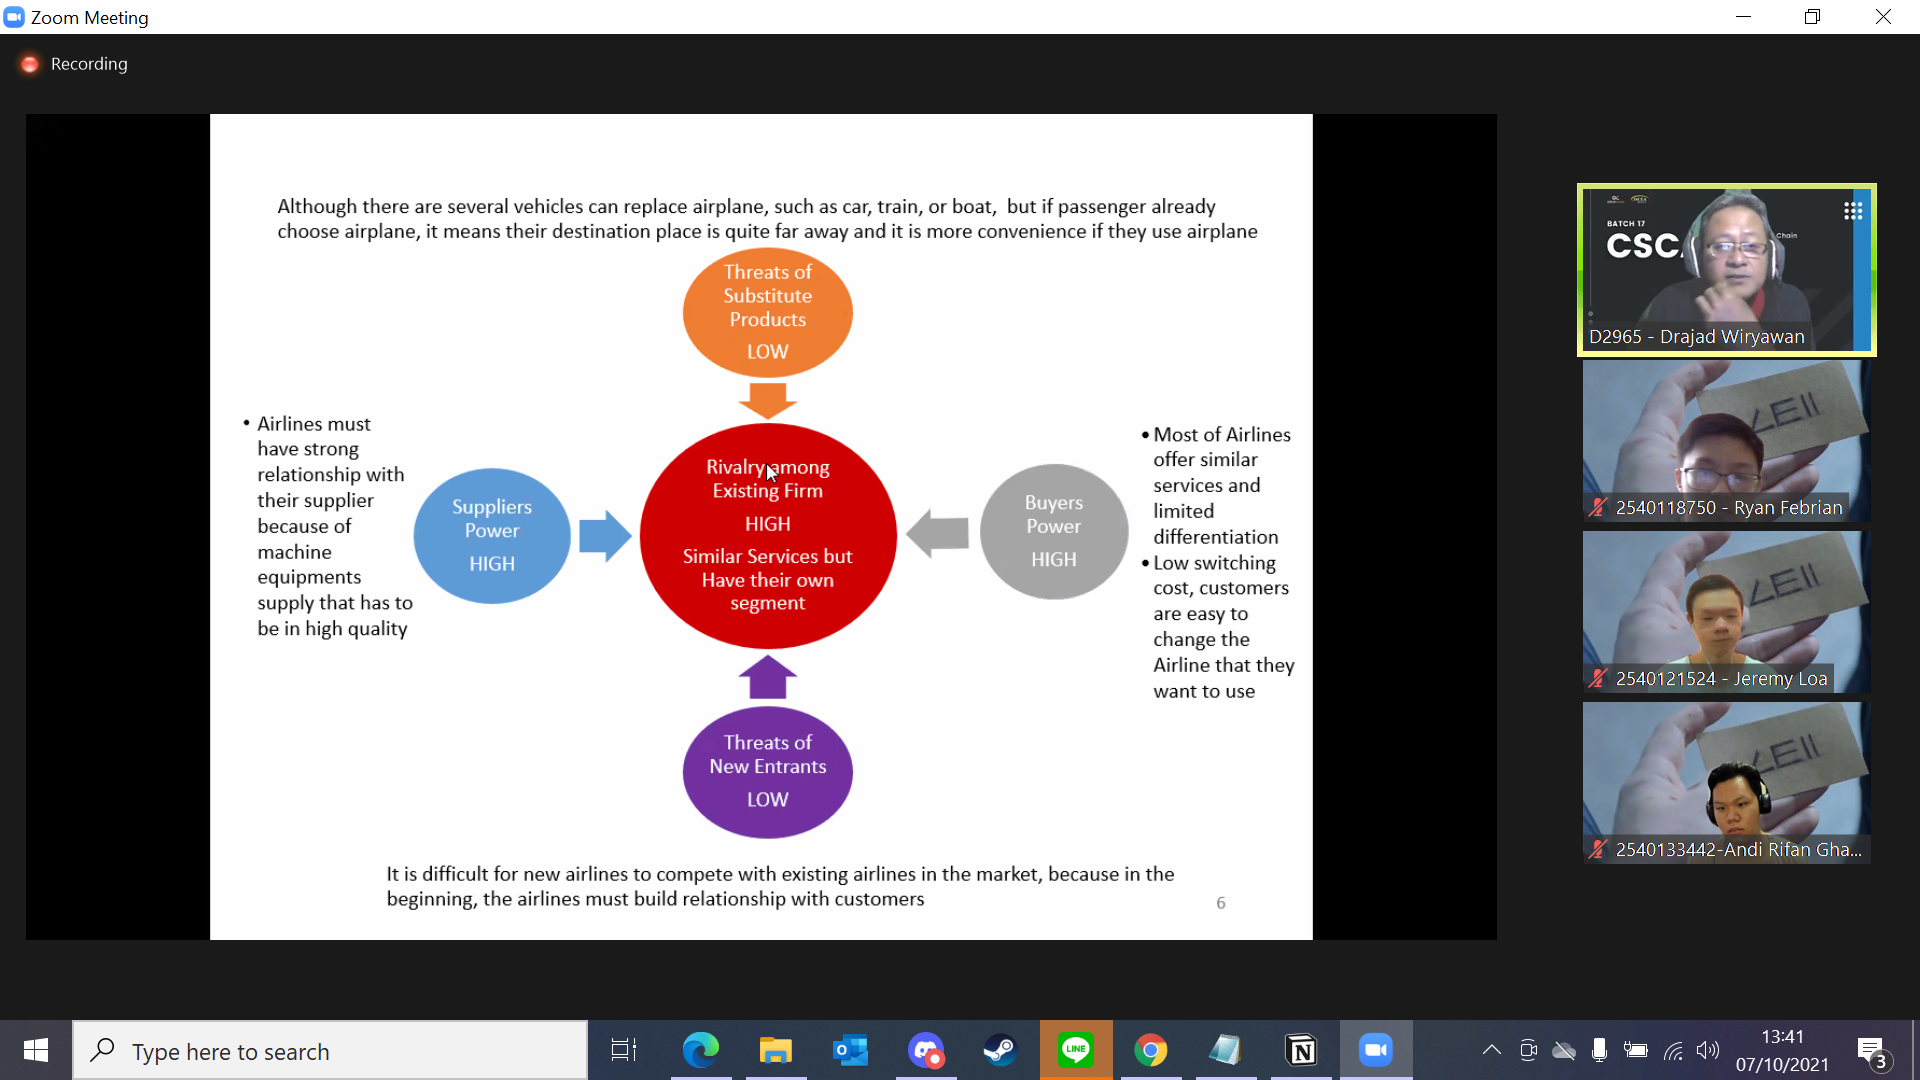 Zoom Meeting
Recording
Although there are several vehicles can replace airplane, such as car, train, or boat, but if passenger already
choose airplane, it means their destination place is quite far away and it is more convenience if they use airplane
Threats of
Substitute
Products
LOW
• Airlines must
have strong
relationship with
their supplier
because of
machine
equipments
supply that has to
be in high quality
Suppliers
Power
HIGH
Rivalry among
Existing Firm
HIGH
Similar Services but
Have their own
segment
Buyers
Power
HIGH
• Most of Airlines
offer similar
services and
limited
differentiation
• Low switching
cost, customers
are easy to
change the
Airline that they
want to use
Threats of
New Entrants
LOW
It is difficult for new airlines to compete with existing airlines in the market, because in the
beginning, the airlines must build relationship with customers
6
BATCH 17
CSC
Chain
D2965 - Drajad Wiryawan
2540118750 - Ryan Febrian
2540121524 - Jeremy Loa
2540133442-Andi Rifan Gha...
Type here to search
LINE
N
13:41
07/10/2021
3